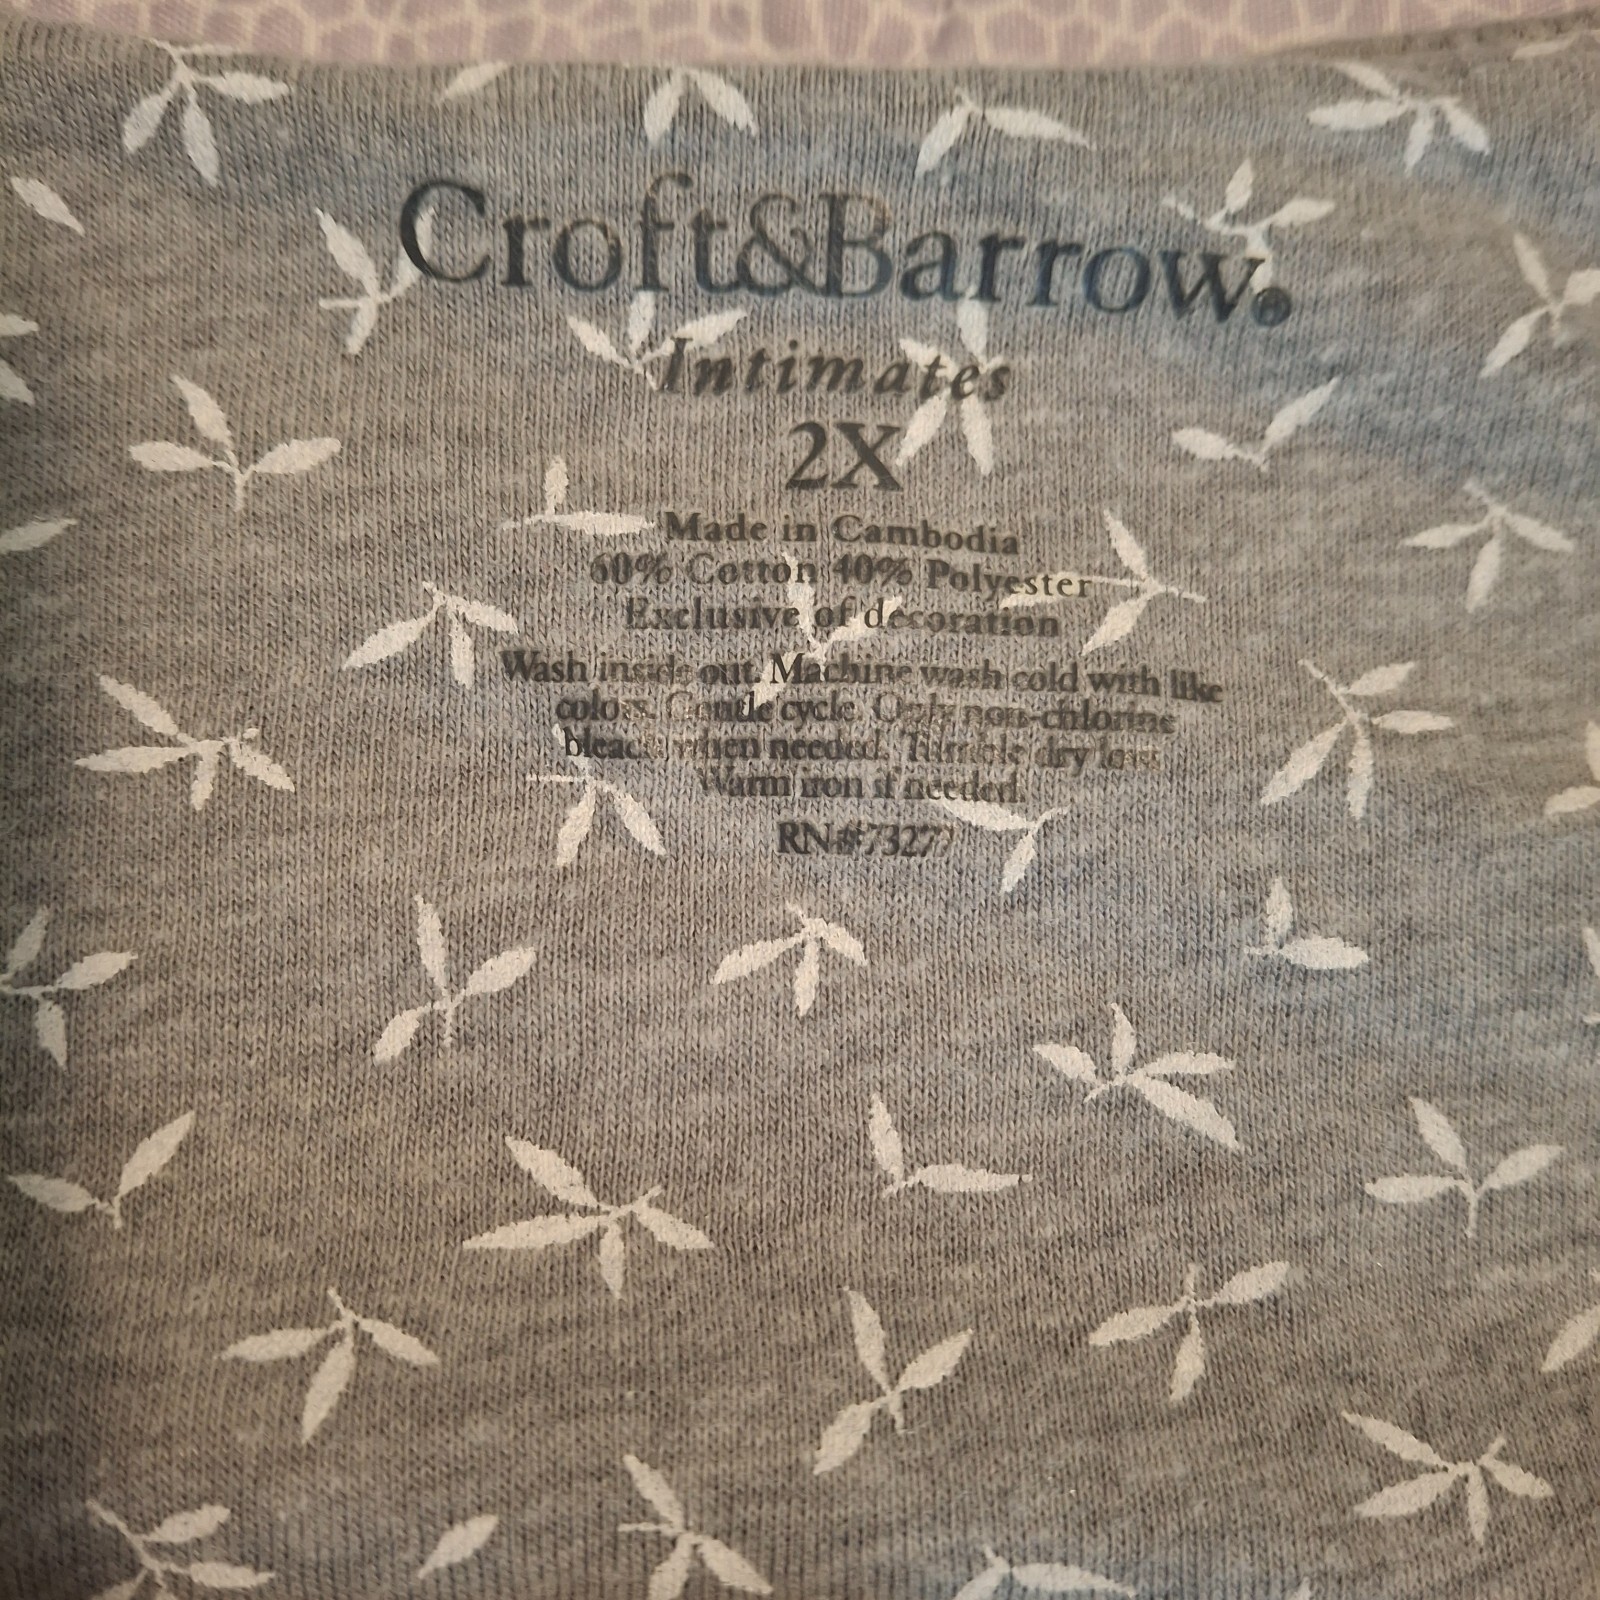 Croft&Barrow®
Intimates
2X
Made in Cambodia
60% Cotton 40% Polyester
Exclusive of decoration
Wash inside out. Machine wash cold with like
colors. Gentle cycle. Only non-chlorine
bleach when needed. Tumble dry low.
Warm iron if needed.
RN#73277